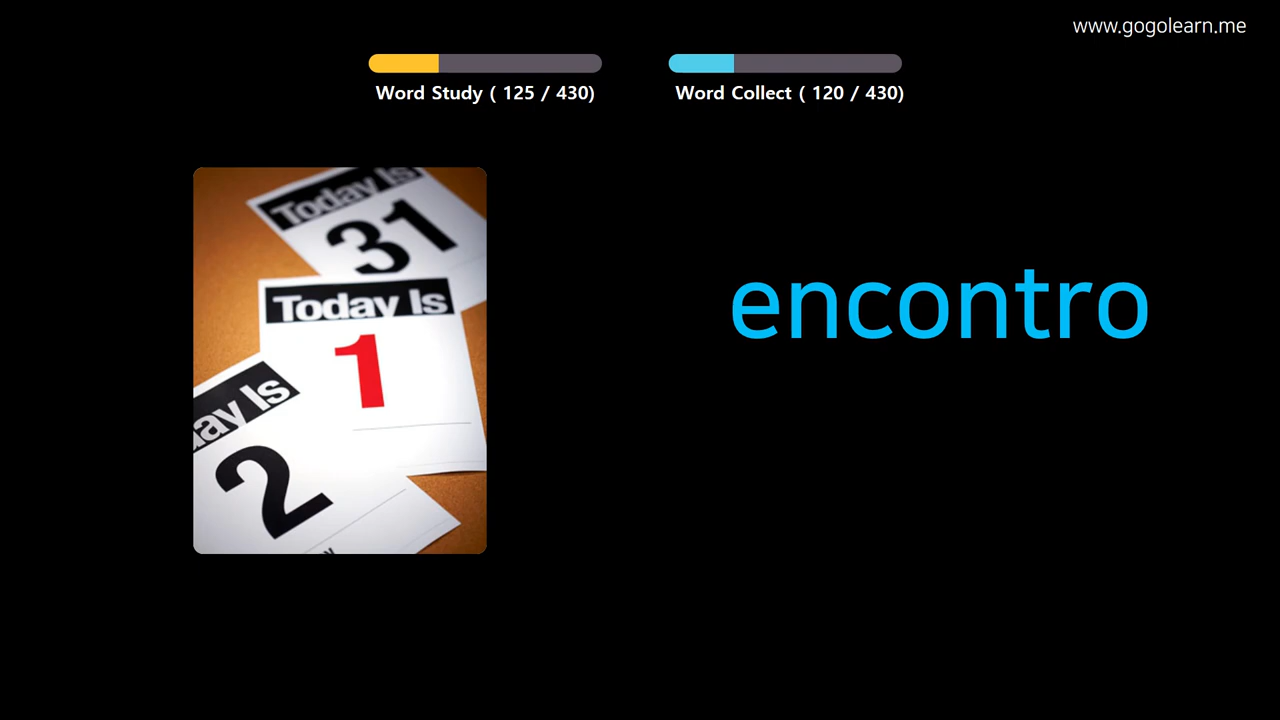 www.gogolearn.me
Word Study ( 125 / 430)
Word Collect ( 120 / 430)
Today Is
31
Today Is
1
ay Is
2
encontro